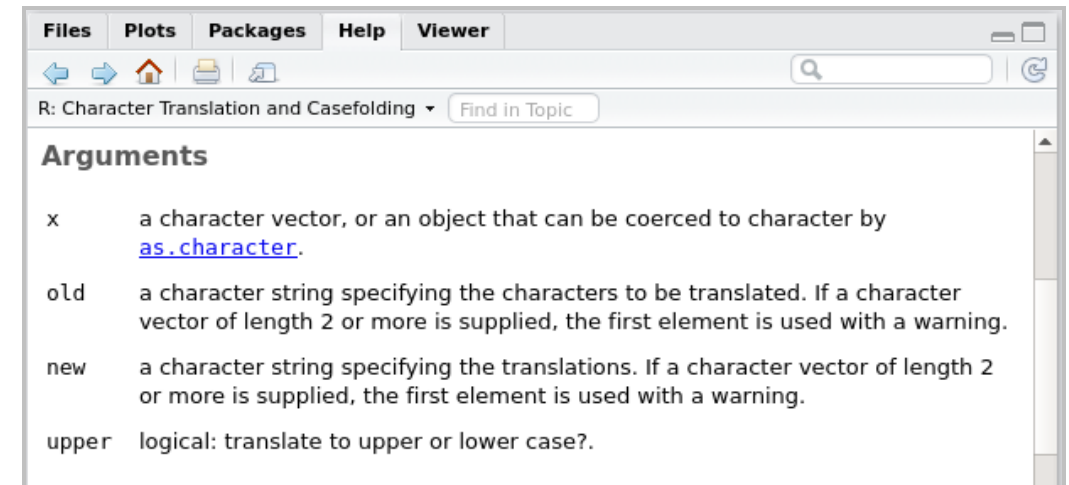 Files Plots Packages Help Viewer
R: Character Translation and Casefolding Find in Topic
Arguments
x a character vector, or an object that can be coerced to character by
as.character.
old a character string specifying the characters to be translated. If a character
vector of length 2 or more is supplied, the first element is used with a warning.
new a character string specifying the translations. If a character vector of length 2
or more is supplied, the first element is used with a warning.
upper logical: translate to upper or lower case?.